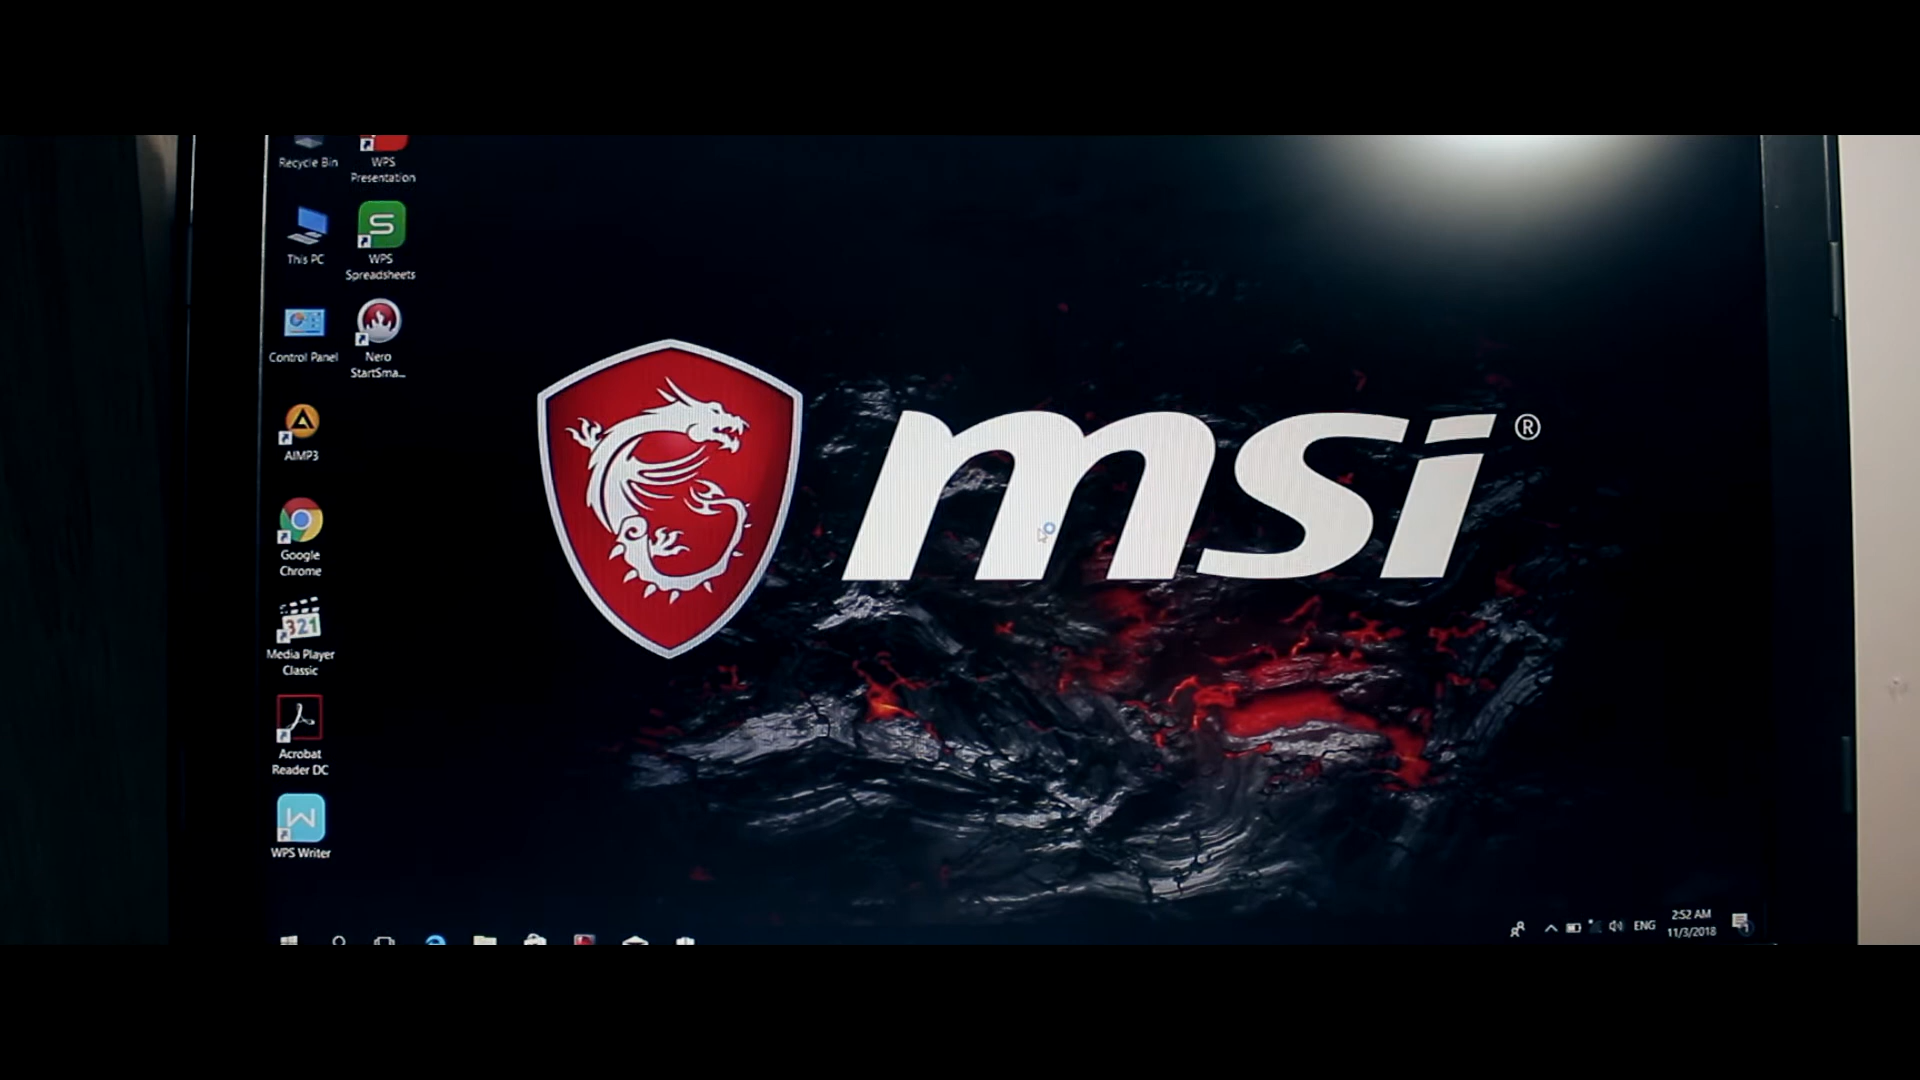 Recycle Bin
WPS
Presentation
This PC
WPS
Spreadsheets
Control Panel
Nero
StartSma...
AIMP3
Google
Chrome
321
Media Player
Classic
Acrobat
Reader DC
WPS Writer
msi®
ENG
2:52 AM
11/3/2018